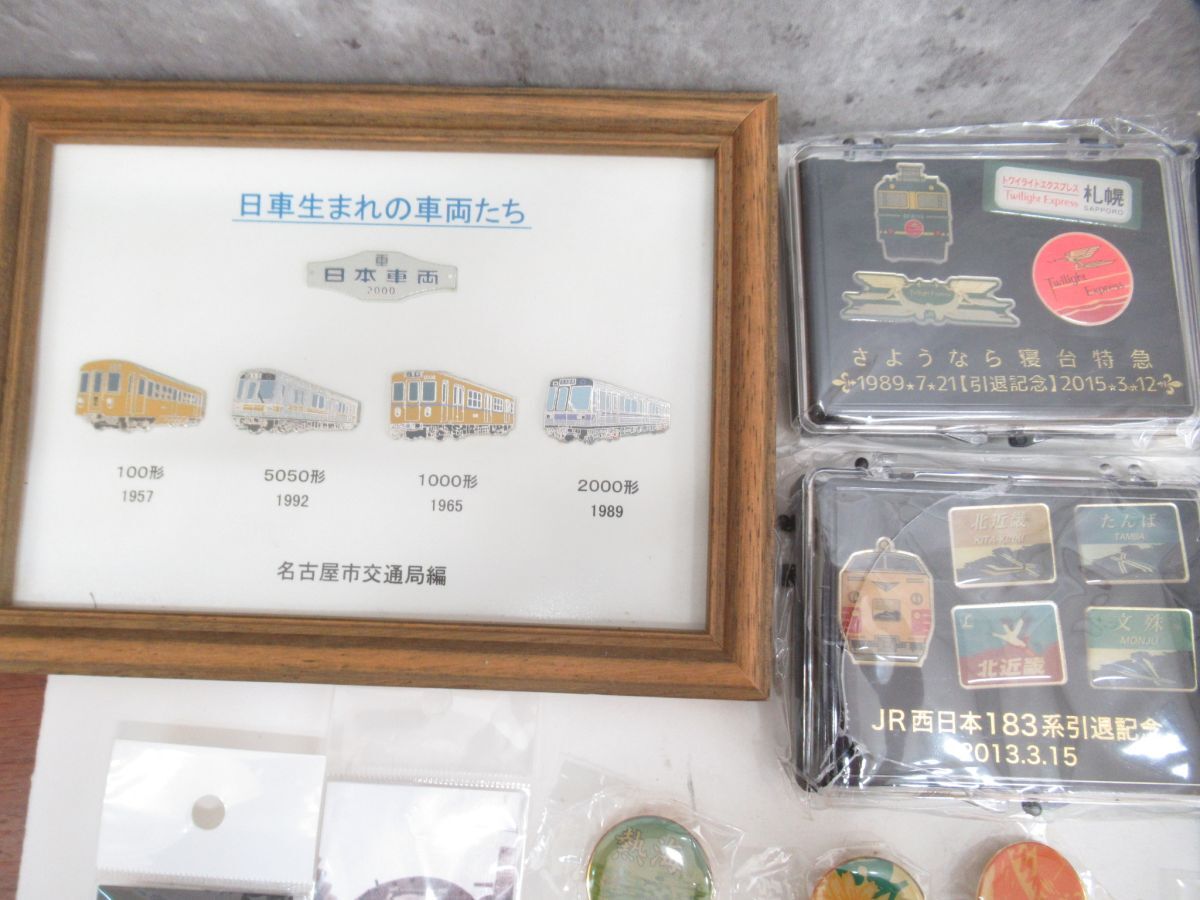 日車生まれの車両たち
車
日本車両
2000
100形
1957
5050形
1992
1000形
1965
2000形
1989
名古屋市交通局編
トワイライトエクスプレス
Twilight Express
札幌
SAPPORO
Twilight Express
さようなら寝台特急
1989*7*21【引退記念】2015*3*12
北近畿
KITA-KINKI
たんば
TAMBA
北近畿
文殊
MONJU
JR西日本183系引退記念
2013.3.15